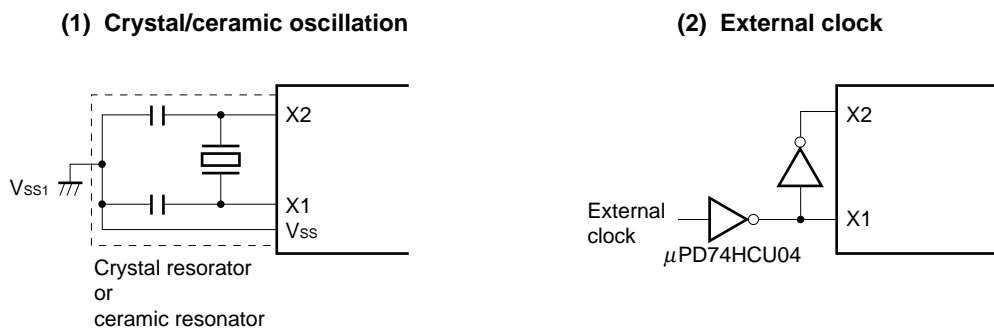 (1) Crystal/ceramic oscillation
X2
VSS1
X1
VSS
Crystal resorator
or
ceramic resonator
(2) External clock
X2
External
clock
X1
μPD74HCU04